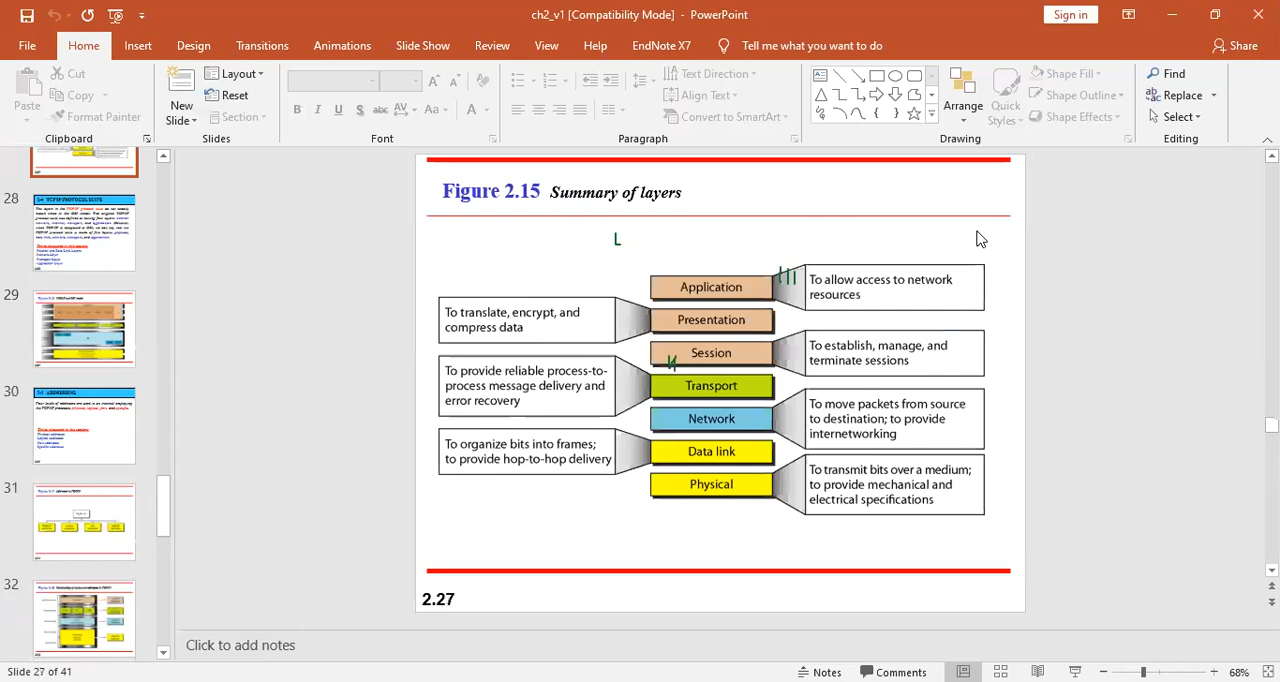 ch2_v1 [Compatibility Mode] - PowerPoint
Sign in
File Home Insert Design Transitions Animations Slide Show Review View Help EndNote X7 Tell me what you want to do Share
Paste
Cut
Copy
Format Painter
Clipboard
New Slide
Layout
Reset
Section
Slides
B I U S abc AV Aa A
Font
Text Direction
Align Text
Convert to SmartArt
Paragraph
Arrange
Quick Styles
Shape Fill
Shape Outline
Shape Effects
Drawing
Find
Replace
Select
Editing
28
29
30
31
32
Figure 2.15 Summary of layers
Application
Presentation
Session
Transport
Network
Data link
Physical
To translate, encrypt, and
compress data
To provide reliable process-to-
process message delivery and
error recovery
To organize bits into frames;
to provide hop-to-hop delivery
To allow access to network
resources
To establish, manage, and
terminate sessions
To move packets from source
to destination; to provide
internetworking
To transmit bits over a medium;
to provide mechanical and
electrical specifications
2.27
Click to add notes
Slide 27 of 41
Notes
Comments
68%